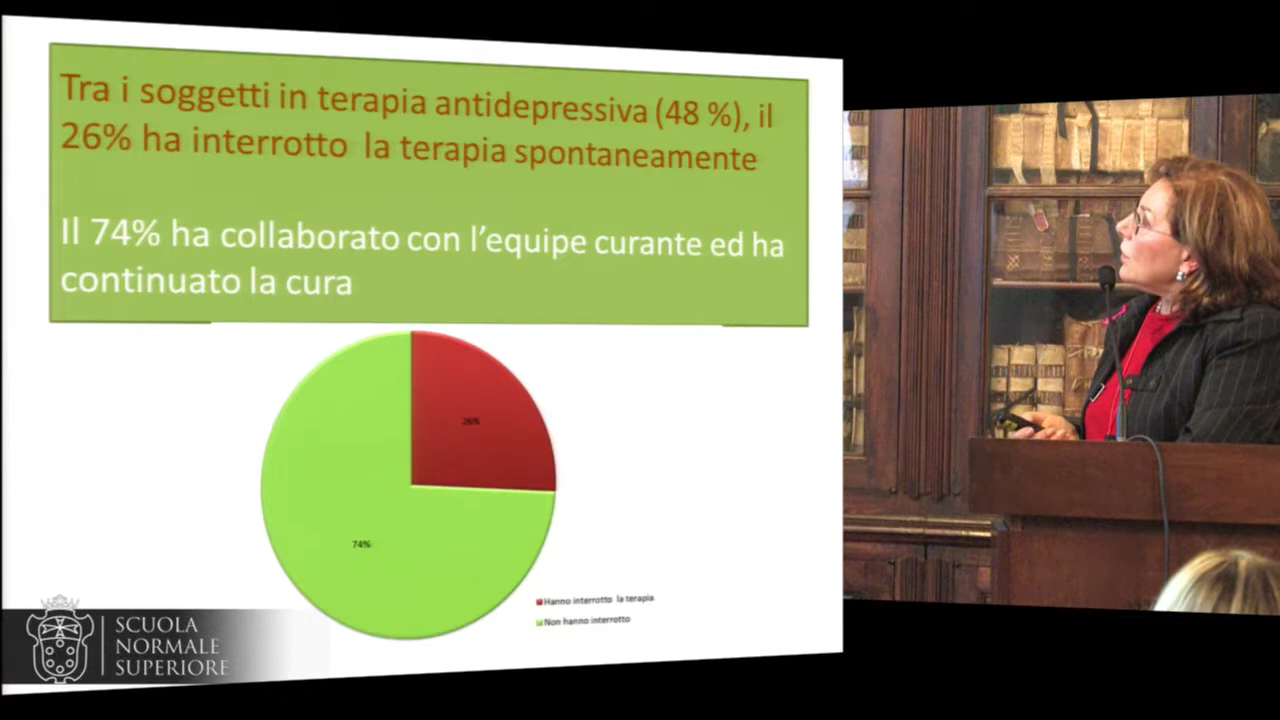 Tra i soggetti in terapia antidepressiva (48 %), il
26% ha interrotto la terapia spontaneamente
Il 74% ha collaborato con l'equipe curante ed ha
continuato la cura
26%
74%
Hanno interrotto la terapia
Non hanno interrotto
SCUOLA
NORMALE
SUPERIORE